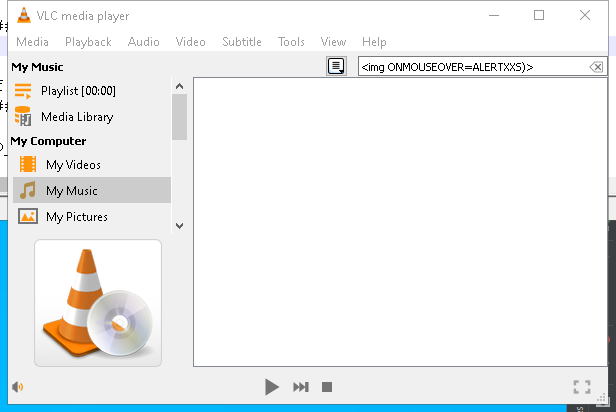 VLC media player
Media Playback Audio Video Subtitle Tools View Help
My Music
<img ONMOUSEOVER=ALERTXXS)>
Playlist [00:00]
Media Library
My Computer
My Videos
My Music
My Pictures